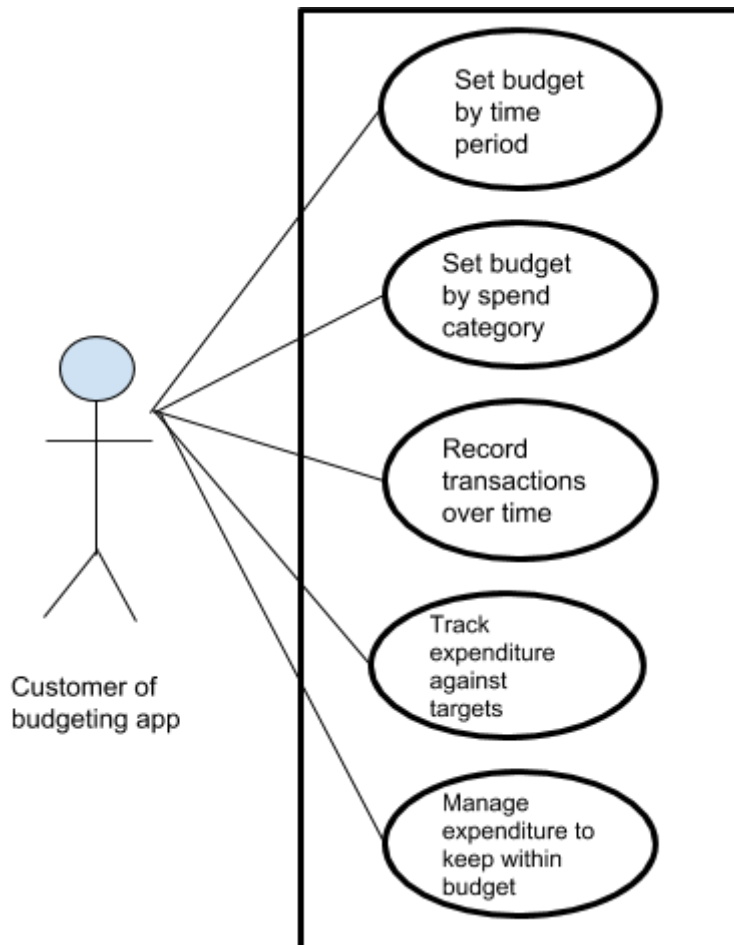 Set budget
by time
period
Set budget
by spend
category
Record
transactions
over time
Track
expenditure
against
targets
Customer of
budgeting app
Manage
expenditure to
keep within
budget